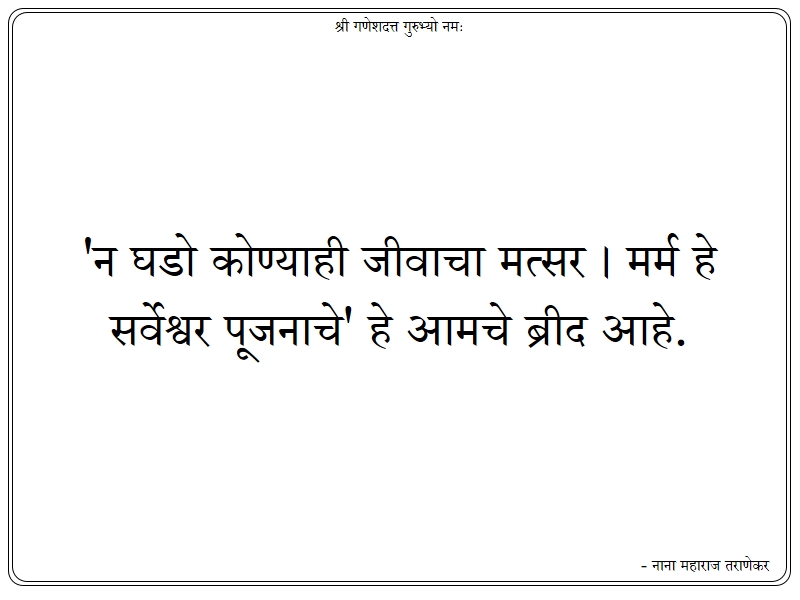 श्री गणेशदत्त गुरुभ्यो नमः
'न घडो कोण्याही जीवाचा मत्सर । मर्म हे
सर्वेश्वर पूजनाचे' हे आमचे ब्रीद आहे.
- नाना महाराज तराणेकर